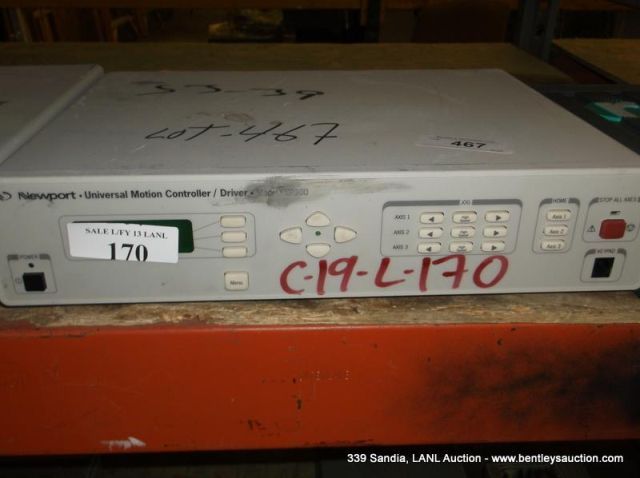 53-39
LOT-467
467
Newport • Universal Motion Controller / Driver •
SALE L/FY 13 LANL
170
POWER
Menu
JOG
AXIS 1
AXIS 2
AXIS 3
HOME
Axis 1
Axis 2
Axis 3
STOP ALL AXES
KEYPAD
C-19-L-170
339 Sandia, LANL Auction - www.bentleysauction.com